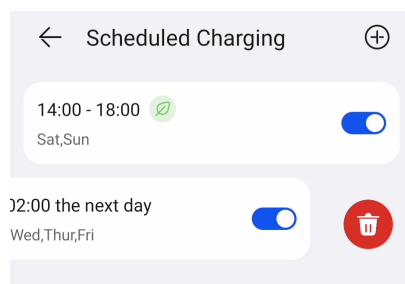 Scheduled Charging
14:00 - 18:00
Sat,Sun
02:00 the next day
Wed,Thur,Fri